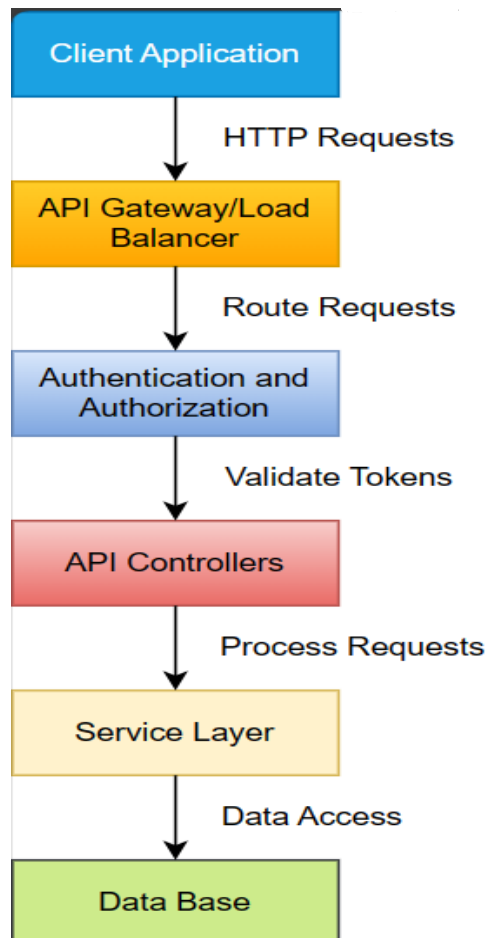 Client Application
HTTP Requests
API Gateway/Load
Balancer
Route Requests
Authentication and
Authorization
Validate Tokens
API Controllers
Process Requests
Service Layer
Data Access
Data Base